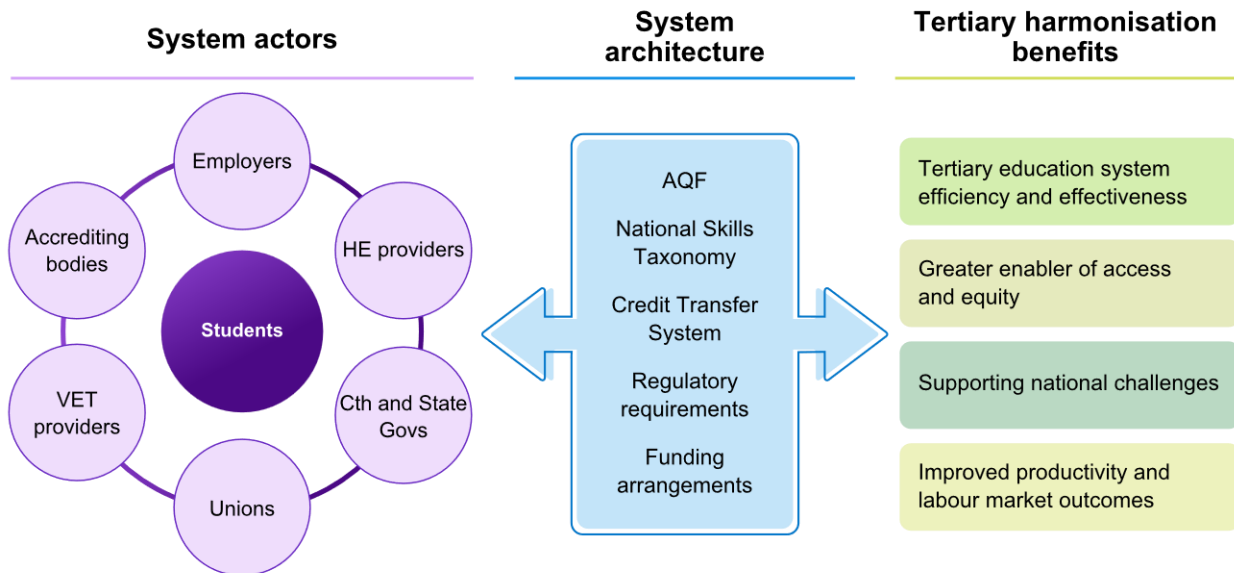 System actors
Employers
HE providers
Cth and State
Govs
Unions
VET
providers
Accrediting
bodies
Students
System
architecture
AQF
National Skills
Taxonomy
Credit Transfer
System
Regulatory
requirements
Funding
arrangements
Tertiary harmonisation
benefits
Tertiary education system
efficiency and effectiveness
Greater enabler of access
and equity
Supporting national challenges
Improved productivity and
labour market outcomes